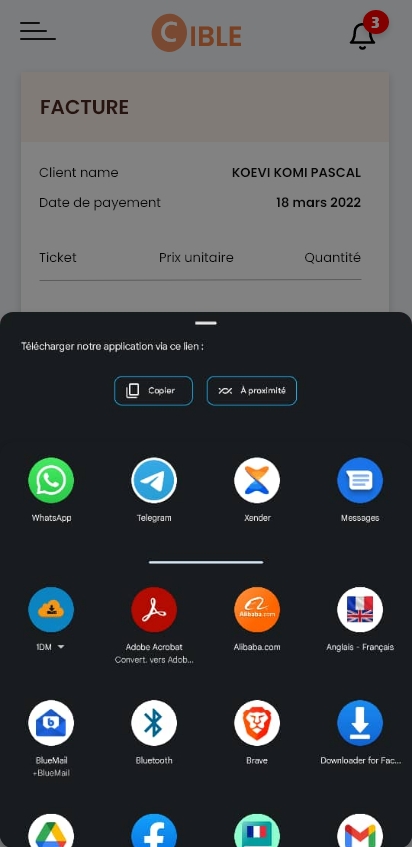 CIBLE
3
FACTURE
Client name KOEVI KOMI PASCAL
Date de payement 18 mars 2022
Ticket Prix unitaire Quantité
Télécharger notre application via ce lien :
Copier À proximité
WhatsApp Telegram Xender Messages
1DM Adobe Acrobat Alibaba.com Anglais - Français
Convert. vers Adob...
BlueMail Bluetooth Brave Downloader for Fac...
+BlueMail